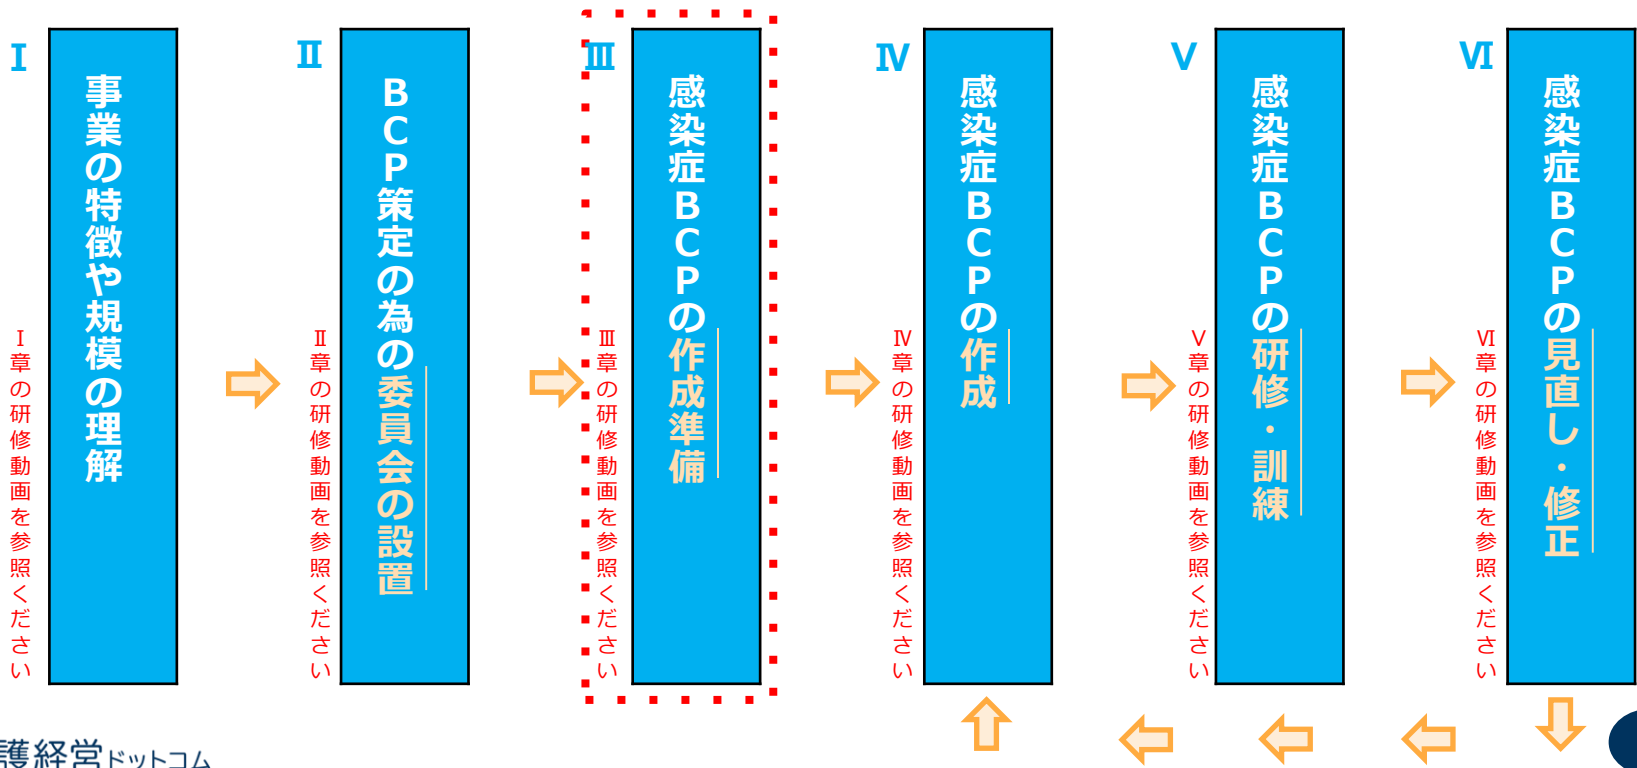 Ⅰ
事業の特徴や規模の理解
Ⅰ章の研修動画を参照ください
Ⅱ
BCP策定の為の委員会の設置
Ⅱ章の研修動画を参照ください
Ⅲ
感染症BCPの作成準備
Ⅲ章の研修動画を参照ください
Ⅳ
感染症BCPの作成
Ⅳ章の研修動画を参照ください
Ⅴ
感染症BCPの研修・訓練
Ⅴ章の研修動画を参照ください
Ⅵ
感染症BCPの見直し・修正
Ⅵ章の研修動画を参照ください
護経営ドットコム